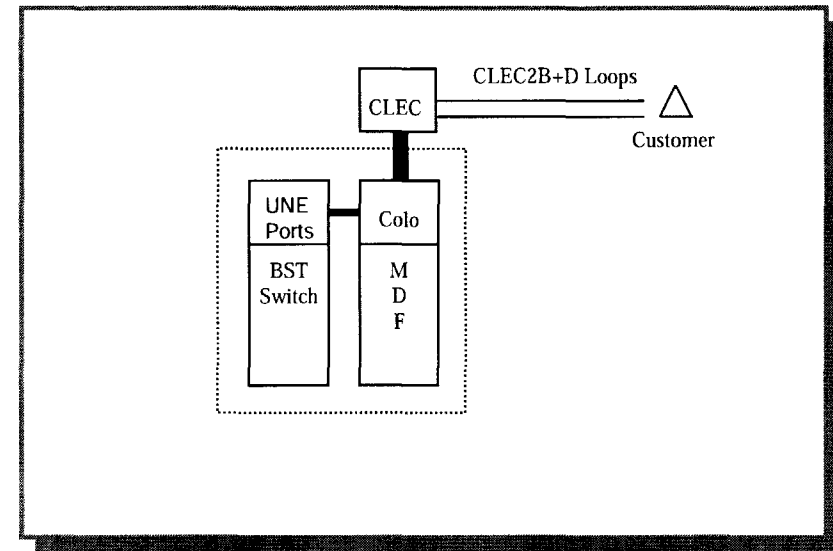 CLEC2B+D Loops
CLEC
Customer
UNE
Ports
Colo
BST
Switch
M
D
F